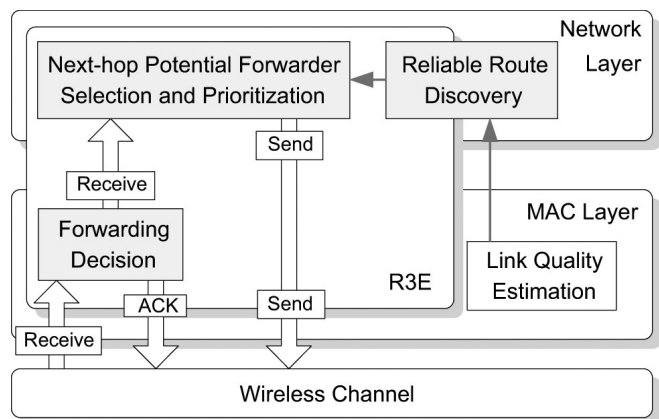 Network
Layer
Next-hop Potential Forwarder
Selection and Prioritization
Reliable Route
Discovery
Send
Receive
MAC Layer
Forwarding
Decision
Link Quality
Estimation
R3E
ACK
Send
Receive
Wireless Channel